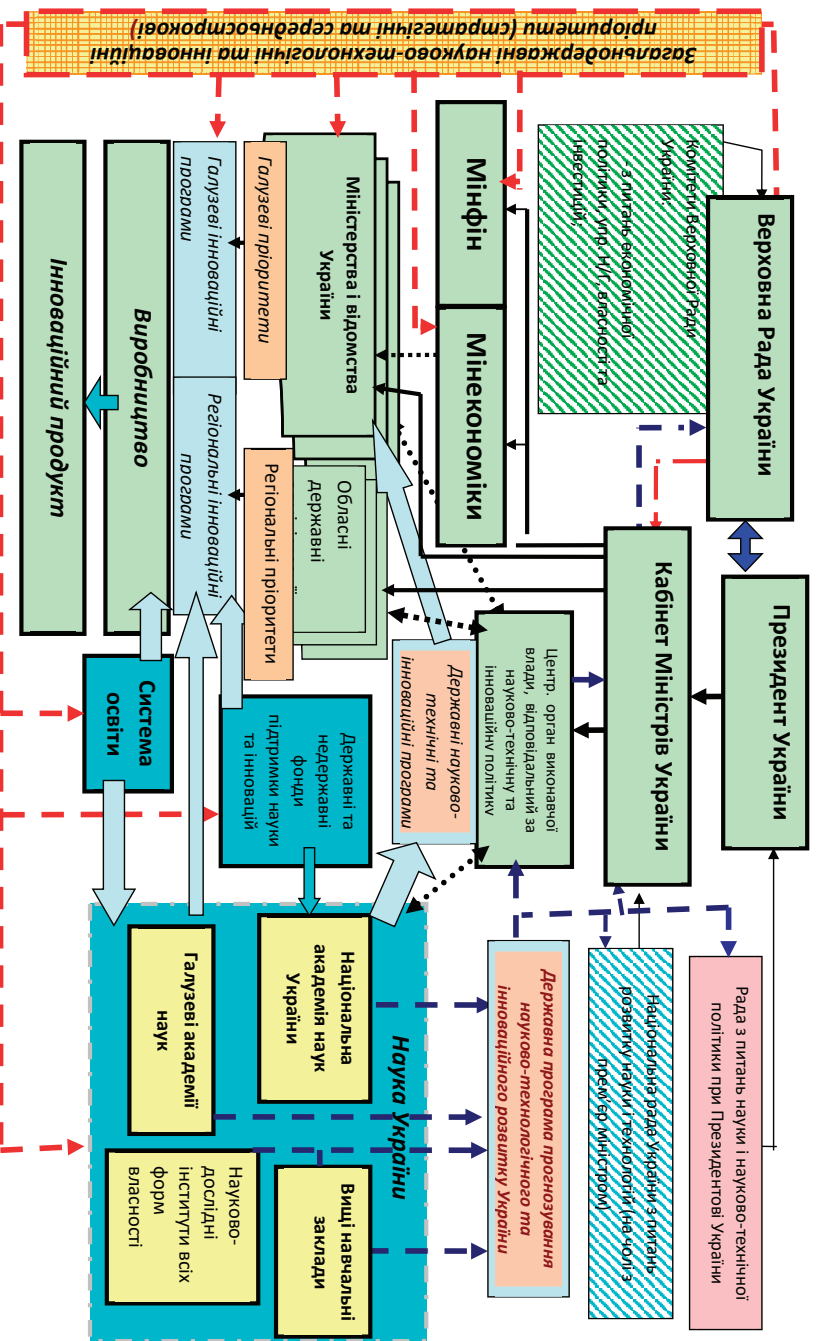 Загальнодержавні науково-технологічні та інноваційні
пріоритети (стратегічні та середньострокові)
Верховна Рада України
Президент України
Рада з питань науки і науково-технічної
політики при Президентові України
Комітети Верховної Ради
України:
- з питань економічної
політики, упр. Н/Г, власності та
інвестицій;
Кабінет Міністрів України
Національна рада України з питань
розвитку науки і технологій (на чолі з
прем’єр міністром)
Мінфін
Мінекономіки
Центр. орган виконавчої
влади, відповідальний за
науково-технічну та
інноваційну політику
Державна програма прогнозування
науково-технологічного та
інноваційного розвитку України
Міністерства і відомства
України
Обласні
державні
Державні науково-
технічні та
інноваційні програми
Галузеві пріоритети
Регіональні пріоритети
Галузеві інноваційні
програми
Регіональні інноваційні
програми
Державні та
недержавні
фонди
підтримки науки
та інновацій
Наука України
Національна
академія наук
України
Вищі навчальні
заклади
Галузеві академії
наук
Науково-
дослідні
інститути всіх
форм
власності
Виробництво
Система
освіти
Інноваційний продукт